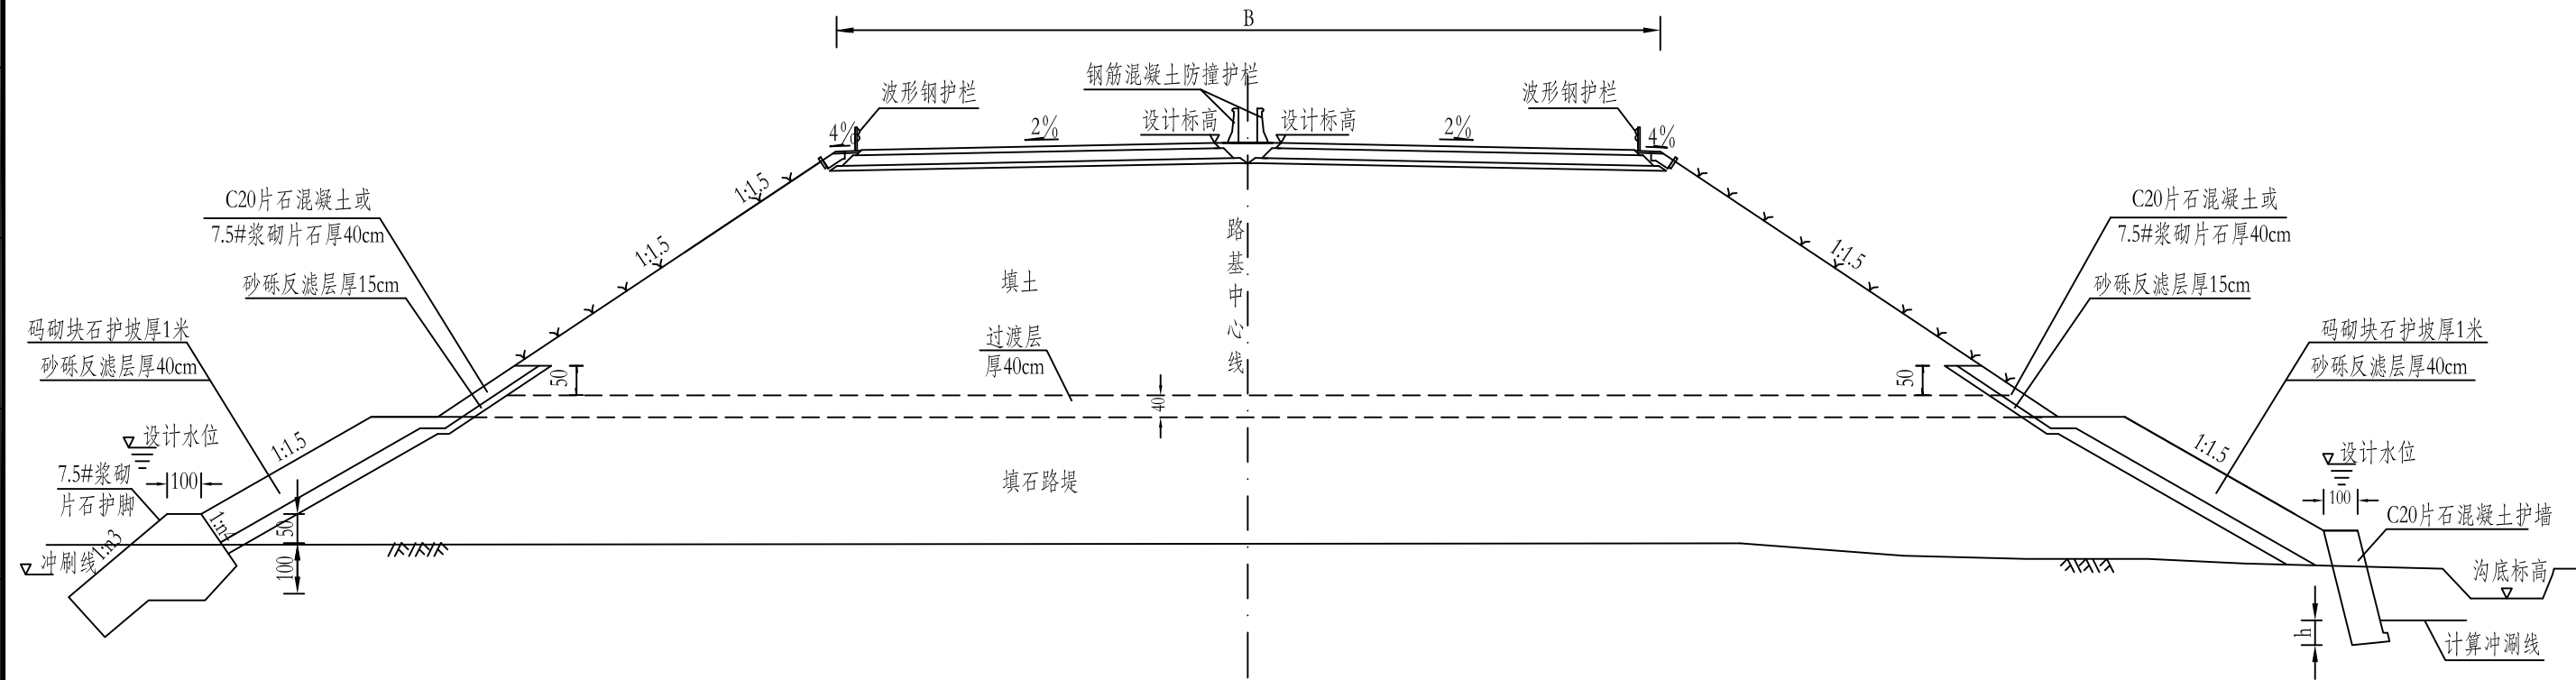 B
钢筋混凝土防撞护栏
波形钢护栏
波形钢护栏
设计标高
设计标高
4%
2%
2%
4%
1:1.5
1:1.5
1:1.5
C20片石混凝土或
7.5#浆砌片石厚40cm
C20片石混凝土或
7.5#浆砌片石厚40cm
砂砾反滤层厚15cm
砂砾反滤层厚15cm
路基中心线
填土
码砌块石护坡厚1米
砂砾反滤层厚40cm
码砌块石护坡厚1米
砂砾反滤层厚40cm
过渡层
厚40cm
50
50
40
设计水位
1:1.5
1:1.5
设计水位
7.5#浆砌
片石护脚
100
填石路堤
100
1:n3
1:n4
50
100
C20片石混凝土护墙
冲刷线
沟底标高
h
计算冲涮线